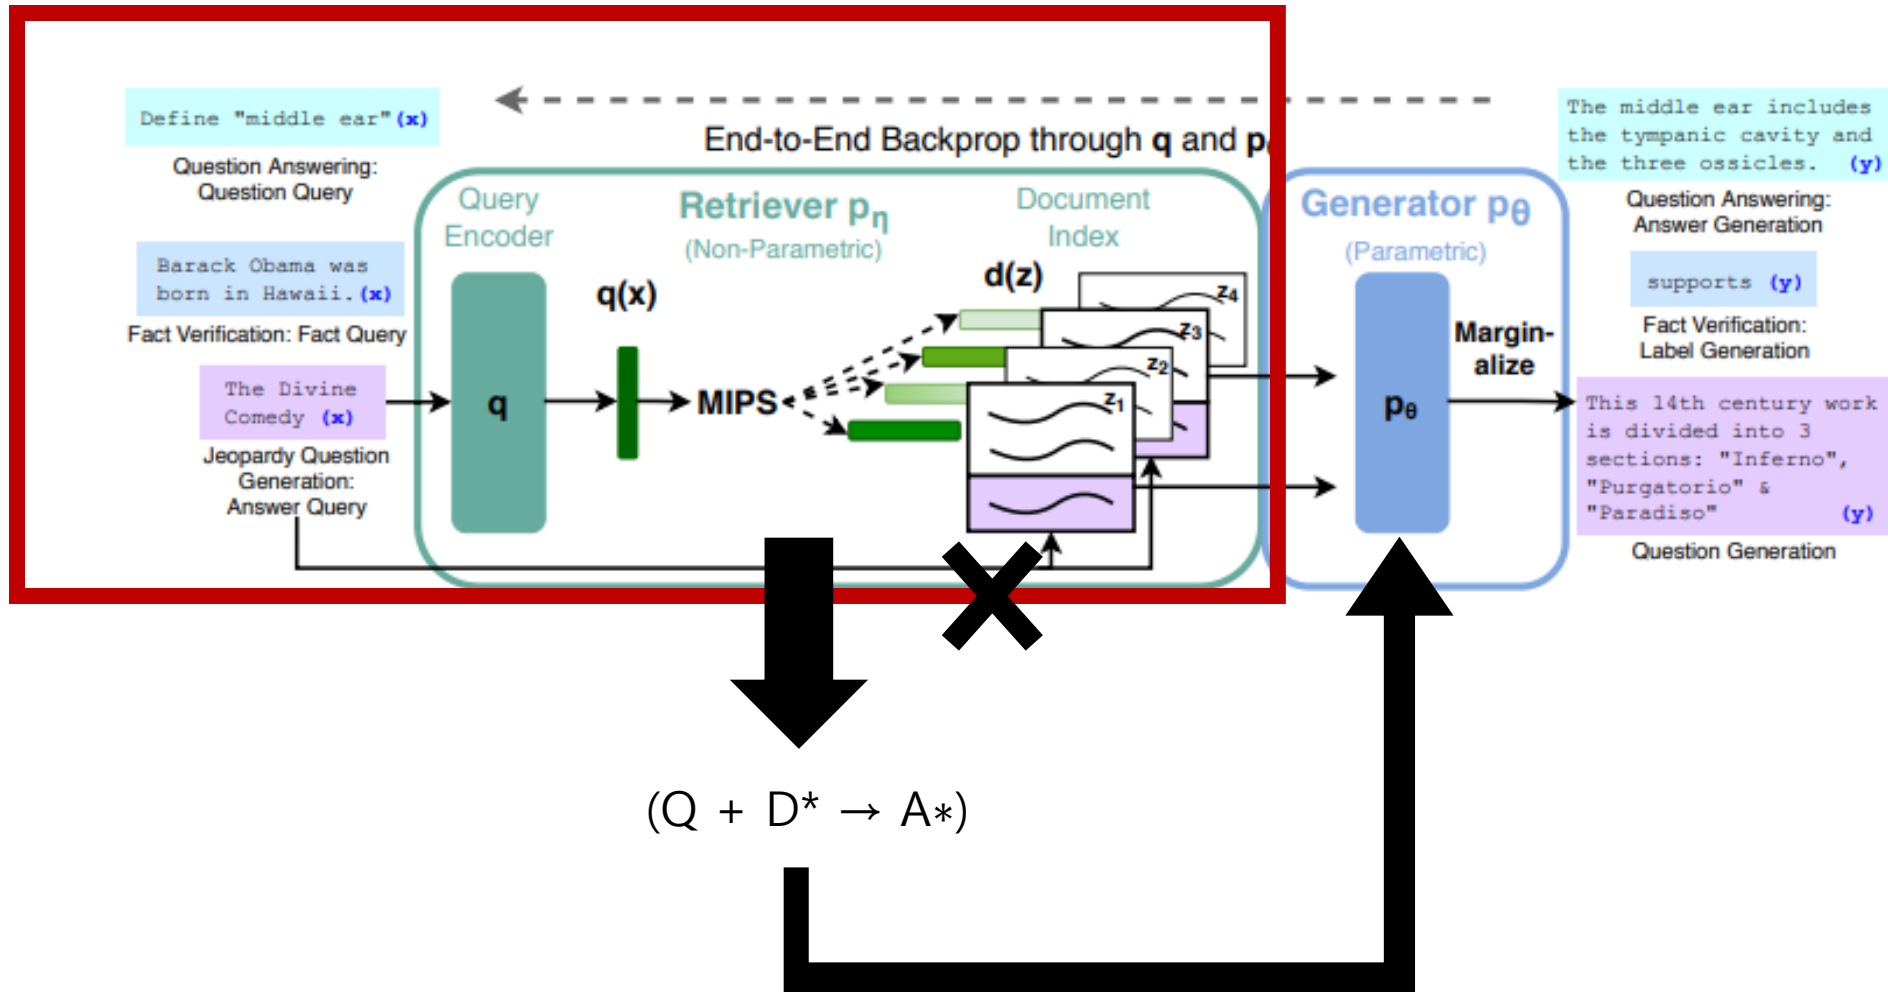 Define "middle ear" (x)
Question Answering:
Question Query
Barack Obama was
born in Hawaii. (x)
Fact Verification: Fact Query
The Divine
Comedy (x)
Jeopardy Question
Generation:
Answer Query
End-to-End Backprop through q and p
Query
Encoder
q
q(x)
Retriever pη
(Non-Parametric)
MIPS
Document
Index
d(z)
z4
z3
z2
z1
Generator pθ
(Parametric)
pθ
Margin-
alize
The middle ear includes
the tympanic cavity and
the three ossicles. (y)
Question Answering:
Answer Generation
supports (y)
Fact Verification:
Label Generation
This 14th century work
is divided into 3
sections: "Inferno",
"Purgatorio" &
"Paradiso" (y)
Question Generation
(Q + D* → A*)